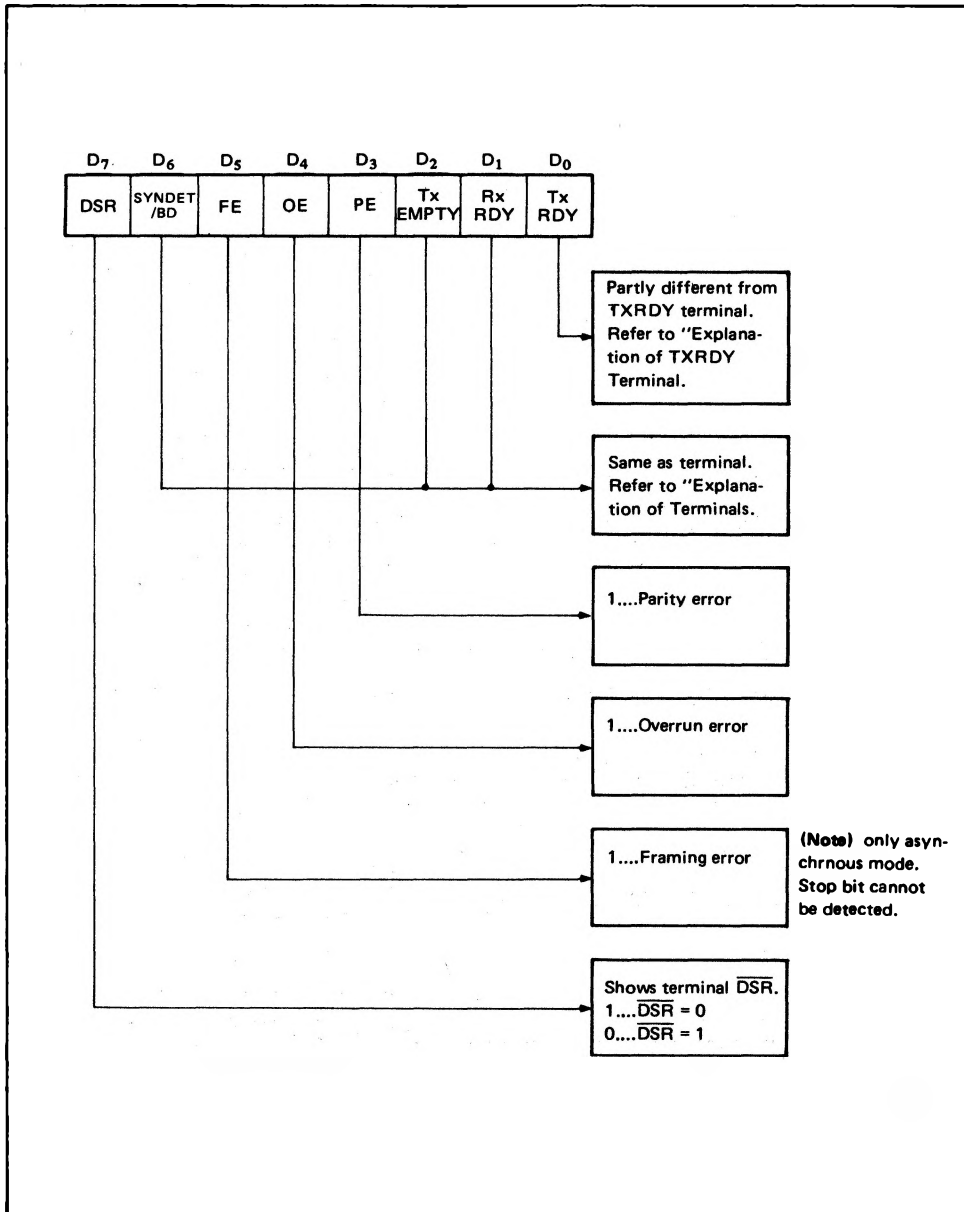 D7 D6 D5 D4 D3 D2 D1 D0
DSR SYNDET/BD FE OE PE Tx EMPTY Rx RDY Tx RDY
Partly different from
TXRDY terminal.
Refer to "Explana-
tion of TXRDY
Terminal.
Same as terminal.
Refer to "Explana-
tion of Terminals.
1....Parity error
1....Overrun error
1....Framing error
(Note) only asyn-
chrnous mode.
Stop bit cannot
be detected.
Shows terminal D̅S̅R̅.
1....D̅S̅R̅ = 0
0....D̅S̅R̅ = 1